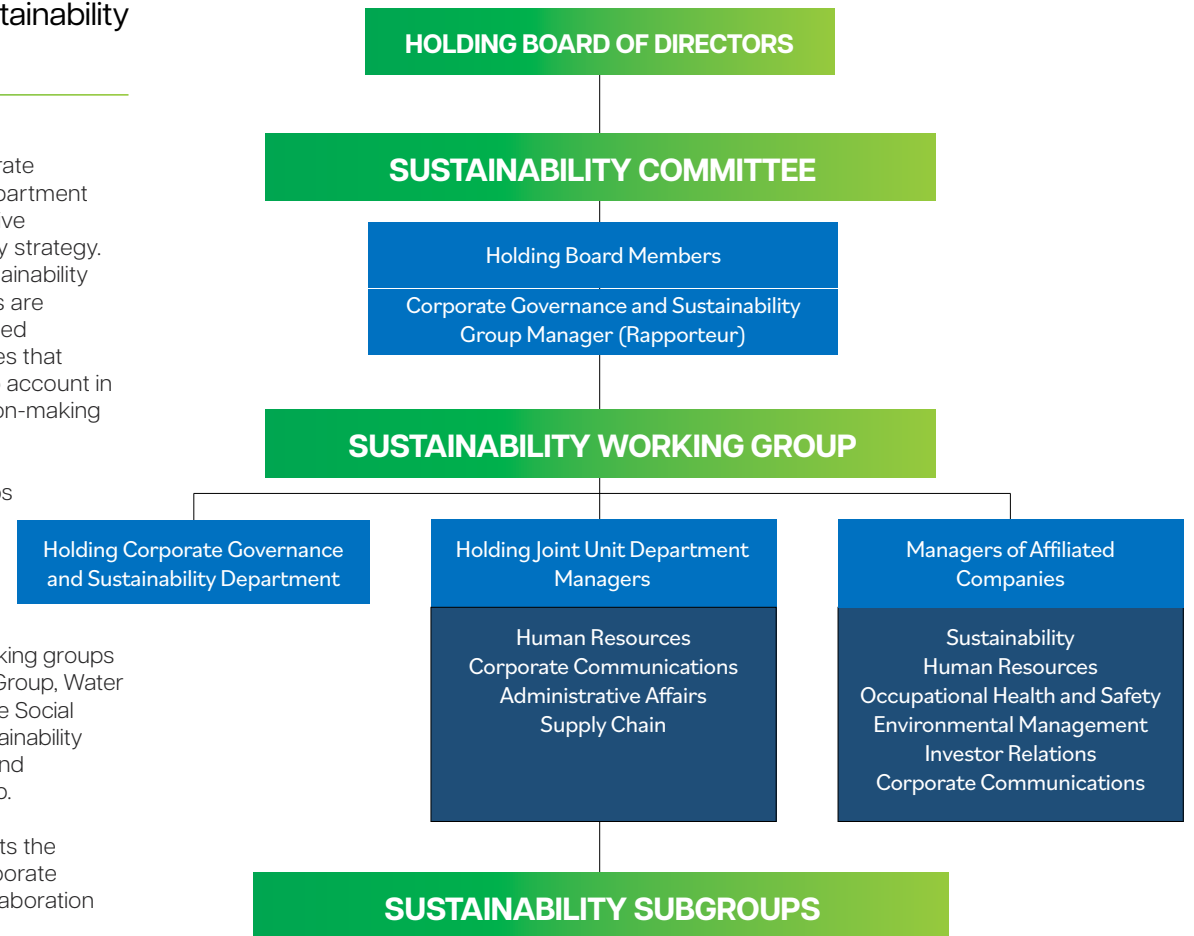 tainability
rate
partment
ive
y strategy.
tainability
s are
ed
es that
account in
on-making
os
king groups
Group, Water
e Social
tainability
nd
o.
ts the
porate
aboration
HOLDING BOARD OF DIRECTORS
SUSTAINABILITY COMMITTEE
Holding Board Members
Corporate Governance and Sustainability
Group Manager (Rapporteur)
SUSTAINABILITY WORKING GROUP
Holding Corporate Governance
and Sustainability Department
Holding Joint Unit Department
Managers
Human Resources
Corporate Communications
Administrative Affairs
Supply Chain
Managers of Affiliated
Companies
Sustainability
Human Resources
Occupational Health and Safety
Environmental Management
Investor Relations
Corporate Communications
SUSTAINABILITY SUBGROUPS